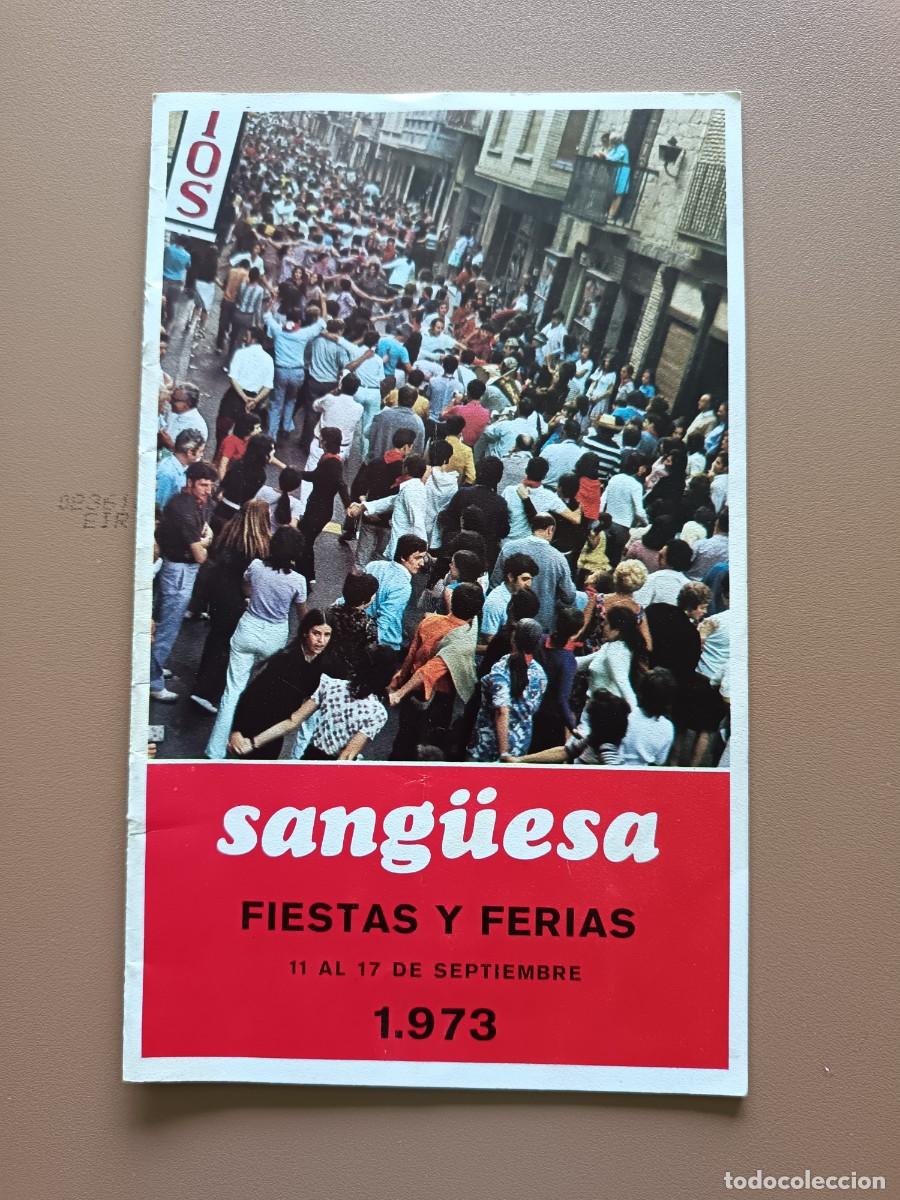 IOS
sangüesa
FIESTAS Y FERIAS
11 AL 17 DE SEPTIEMBRE
1.973
todocoleccion